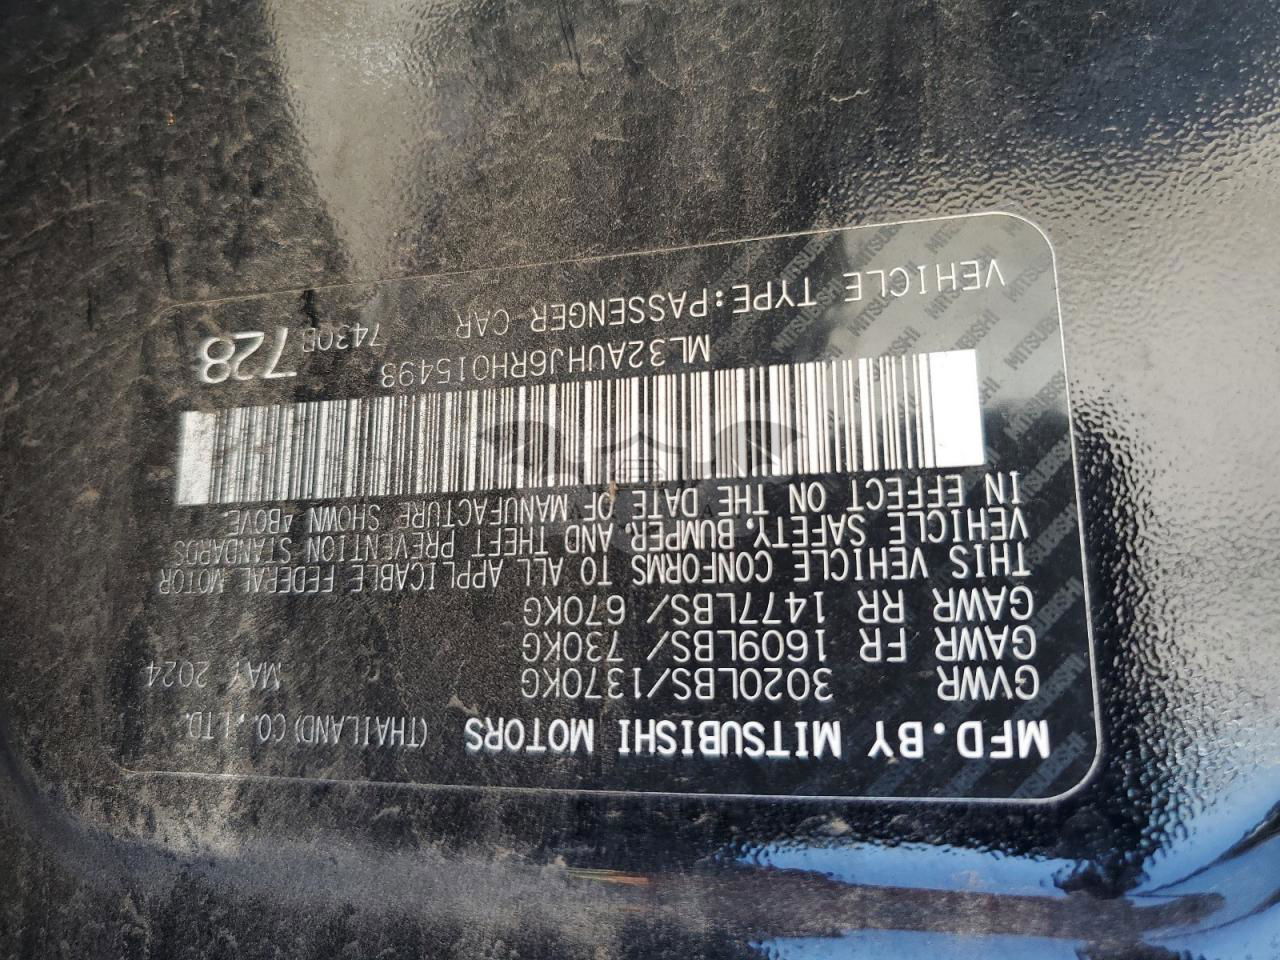 MFD. BY MITSUBISHI MOTORS (THAILAND) CO., LTD.
GVWR 3020LBS/1370KG MAY 2024
GAWR FR 1609LBS/ 730KG
GAWR RR 1477LBS/ 670KG
THIS VEHICLE CONFORMS TO ALL APPLICABLE FEDERAL MOTOR
VEHICLE SAFETY, BUMPER, AND THEFT PREVENTION STANDARDS
IN EFFECT ON THE DATE OF MANUFACTURE SHOWN ABOVE.
ML32AUHJ6RH015498
VEHICLE TYPE:PASSENGER CAR 7430B 728